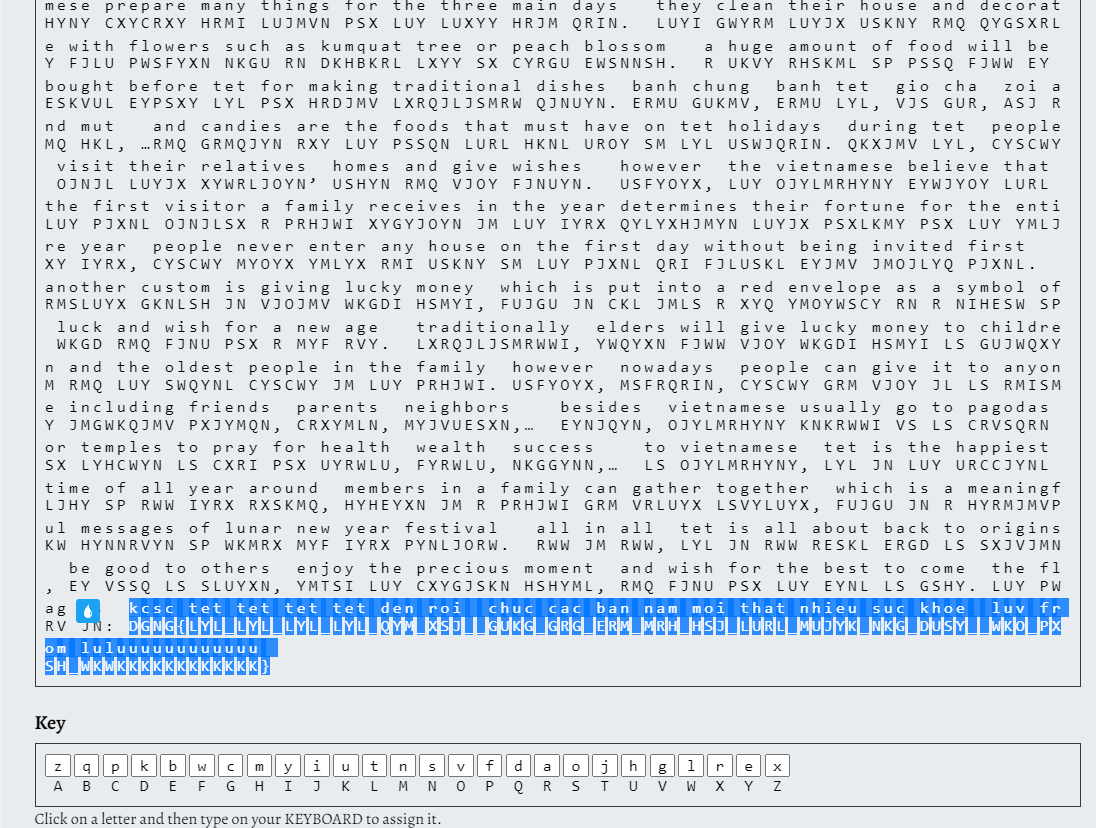 mese prepare many things for the three main days they clean their house and decorat
HYNY CXYCRXY HRMI LUJMVN PSX LUY LUXYY HRJM QRIN. LUYI GWYRM LUYJX USKNY RMQ QYGSXRL
e with flowers such as kumquat tree or peach blossom a huge amount of food will be
Y FJLU PWSFYXN NKGU RN DKHBKRL LXYY SX CYRGU EWSNNSH. R UKVY RHSKML SP PSSQ FJWW EY
bought before tet for making traditional dishes banh chung banh tet gio cha zoi a
ESKVUL EYPSXY LYL PSX HRDJMV LXRQJLJSMRW QJNUYN. ERMU GUKMV, ERMU LYL, VJS GUR, ASJ R
nd mut and candies are the foods that must have on tet holidays during tet people
MQ HKL, …RMQ GRMQJYN RXY LUY PSSQN LURL HKNL UROY SM LYL USWJQRIN. QKXJMV LYL, CYSCWY
visit their relatives homes and give wishes however the vietnamese believe that
OJNJL LUYJX XYWRLJOYN’ USHYN RMQ VJOY FJNUYN. USFYOYX, LUY OJYLMRHYNY EYWJYOY LURL
the first visitor a family receives in the year determines their fortune for the enti
LUY PJXNL OJNJLSX R PRHJWI XYGYJOYN JM LUY IYRX QYLYXHJMYN LUYJX PSXLKMY PSX LUY YMLJ
re year people never enter any house on the first day without being invited first
XY IYRX, CYSCWY MYOYX YMLYX RMI USKNY SM LUY PJXNL QRI FJLUSKL EYJMV JMOJLYQ PJXNL.
another custom is giving lucky money which is put into a red envelope as a symbol of
RMSLUYX GKNLSH JN VJOJMV WKGDI HSMYI, FUJGU JN CKL JMLS R XYQ YMOYWSCY RN R NIHESW SP
luck and wish for a new age traditionally elders will give lucky money to childre
WKGD RMQ FJNU PSX R MYF RVY. LXRQJLJSMRWWI, YWQYXN FJWW VJOY WKGDI HSMYI LS GUJWQXY
n and the oldest people in the family however nowadays people can give it to anyon
M RMQ LUY SWQYNL CYSCWY JM LUY PRHJWI. USFYOYX, MSFRQRIN, CYSCWY GRM VJOY JL LS RMISM
e including friends parents neighbors besides vietnamese usually go to pagodas
Y JMGWKQJMV PXJYMQN, CRXYMLN, MYJVUESXN,… EYNJQYN, OJYLMRHYNY KNKRWWI VS LS CRVSQRN
or temples to pray for health wealth success to vietnamese tet is the happiest
SX LYHCWYN LS CXRI PSX UYRWLU, FYRWLU, NKGGYNN,… LS OJYLMRHYNY, LYL JN LUY URCCJYNL
time of all year around members in a family can gather together which is a meaningf
LJHY SP RWW IYRX RXSKMQ, HYHEYXN JM R PRHJWI GRM VRLUYX LSVYLUYX, FUJGU JN R HYRMJMVP
ul messages of lunar new year festival all in all tet is all about back to origins
KW HYNNRVYN SP WKMRX MYF IYRX PYNLJORW. RWW JM RWW, LYL JN RWW RESKL ERGD LS SXJVJMN
be good to others enjoy the precious moment and wish for the best to come the fl
, EY VSSQ LS SLUYXN, YMTSI LUY CXYGJSKN HSHYML, RMQ FJNU PSX LUY EYNL LS GSHY. LUY PW
ag kcsc tet tet tet tet den roi chuc cac ban nam moi that nhieu suc khoe luv fr
RV JN: DGNG{LYL_LYL_LYL_LYL_QYM_XSJ__GUKG_GRG_ERM_MRH_HSJ_LURL_MUJYK_NKG_DUSY__WKO_PX
om luluuuuuuuuuuuu
SH_WKWKKKKKKKKKKKK}
Key
z q p k b w c m y i u t n s v f d a o j h g l r e x
A B C D E F G H I J K L M N O P Q R S T U V W X Y Z
Click on a letter and then type on your KEYBOARD to assign it.